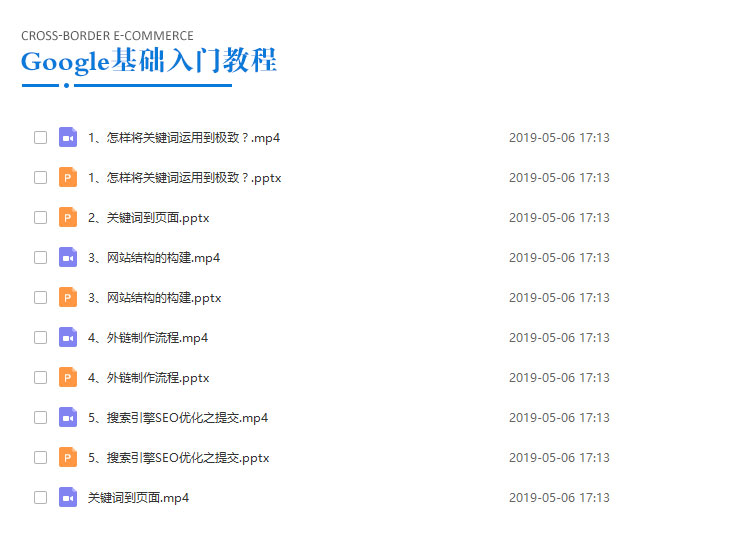 CROSS-BORDER E-COMMERCE
Google基础入门教程
1、怎样将关键词运用到极致？.mp4 2019-05-06 17:13
1、怎样将关键词运用到极致？.pptx 2019-05-06 17:13
2、关键词到页面.pptx 2019-05-06 17:13
3、网站结构的构建.mp4 2019-05-06 17:13
3、网站结构的构建.pptx 2019-05-06 17:13
4、外链制作流程.mp4 2019-05-06 17:13
4、外链制作流程.pptx 2019-05-06 17:13
5、搜索引擎SEO优化之提交.mp4 2019-05-06 17:13
5、搜索引擎SEO优化之提交.pptx 2019-05-06 17:13
关键词到页面.mp4 2019-05-06 17:13